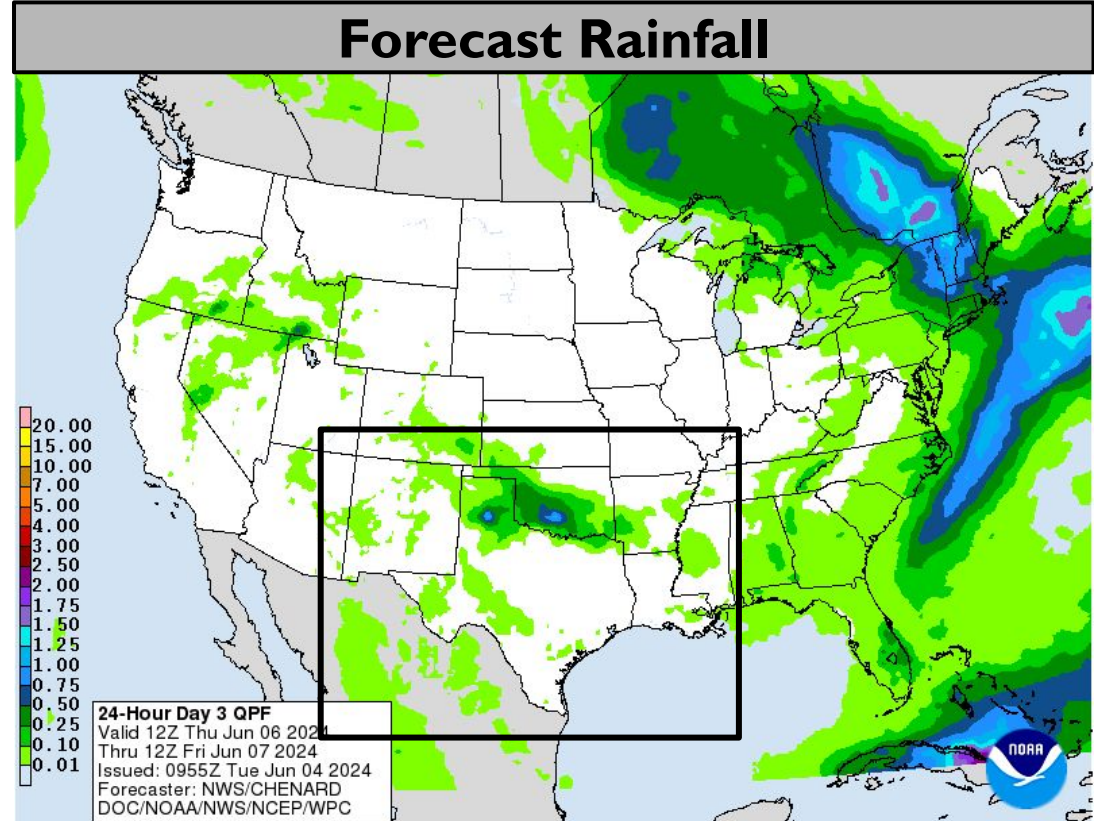 Forecast Rainfall
20.00
15.00
10.00
7.00
5.00
4.00
3.00
2.50
2.00
1.75
1.50
1.25
1.00
0.75
0.50
0.25
0.10
0.01
24-Hour Day 3 QPF
Valid 12Z Thu Jun 06 2024
Thru 12Z Fri Jun 07 2024
Issued: 0955Z Tue Jun 04 2024
Forecaster: NWS/CHENARD
DOC/NOAA/NWS/NCEP/WPC
NOAA